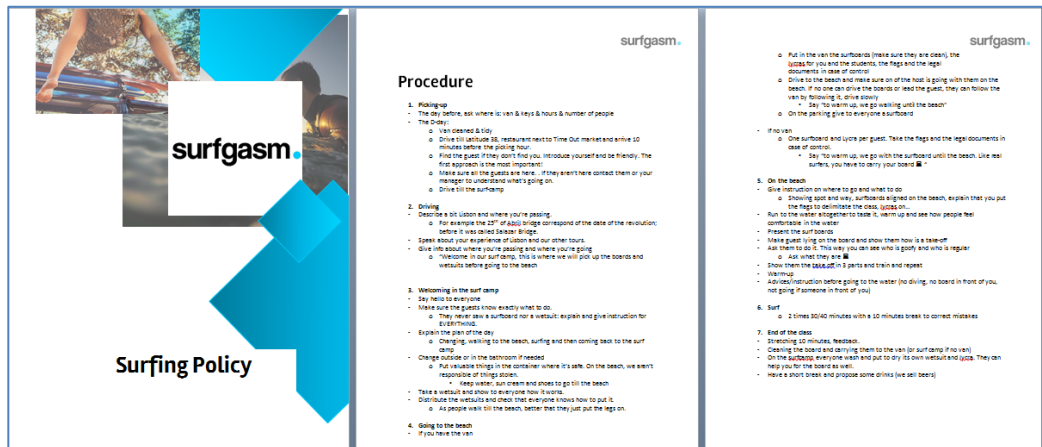 surfgasm.
Surfing Policy
surfgasm.
Procedure
1. Picking-up
- The day before, ask where is: van & keys & hours & number of people
- The D-day:
o Van cleaned & tidy
o Drive till Latitude 38, restaurant next to Time Out market and arrive 10
minutes before the picking hour.
o Find the guest if they don't find you. Introduce yourself and be friendly. The
first approach is the most important!
o Make sure all the guests are here. . If they aren't here contact them or your
manager to understand what's going on.
o Drive till the surf-camp
2. Driving
- Describe a bit Lisbon and where you're passing.
o For example the 25th of Abril bridge correspond of the date of the revolution;
before it was called Salazar Bridge.
- Speak about your experience of Lisbon and our other tours.
- Give info about where you're passing and where you're going
o "Welcome in our surf camp, this is where we will pick up the boards and
wetsuits before going to the beach
3. Welcoming in the surf camp
- Say hello to everyone
- Make sure the guests know exactly what to do.
o They never saw a surfboard nor a wetsuit: explain and give instruction for
EVERYTHING.
- Explain the plan of the day
o Changing, walking to the beach, surfing and then coming back to the surf
camp
- Change outside or in the bathroom if needed
o Put valuable things in the container where it's safe. On the beach, we aren't
responsible of things stolen.
▪ Keep water, sun cream and shoes to go till the beach
- Take a wetsuit and show to everyone how it works.
- Distribute the wetsuits and check that everyone knows how to put it.
o As people walk till the beach, better that they just put the legs on.
4. Going to the beach
- If you have the van
surfgasm.
o Put in the van the surfboards (make sure they are clean), the
lycras for you and the students, the flags and the legal
documents in case of control
o Drive to the beach and make sure on of the host is going with them on the
beach. If no one can drive the boards or lead the guest, they can follow the
van by following it, drive slowly
▪ Say "to warm up, we go walking until the beach"
o On the parking give to everyone a surfboard
- If no van
o One surfboard and Lycra per guest. Take the flags and the legal documents in
case of control.
▪ Say "to warm up, we go with the surfboard until the beach. Like real
surfers, you have to carry your board "
5. On the beach
- Give instruction on where to go and what to do
o Showing spot and way, surfboards aligned on the beach, explain that you put
the flags to delimitate the class, lycras on...
- Run to the water altogether to taste it, warm up and see how people feel
comfortable in the water
- Present the surf boards
- Make guest lying on the board and show them how is a take-off
- Ask them to do it. This way you can see who is goofy and who is regular
o Ask what they are
- Show them the take-off in 3 parts and train and repeat
- Warm-up
- Advices/instruction before going to the water (no diving, no board in front of you,
not going if someone in front of you)
6. Surf
o 2 times 30/40 minutes with a 10 minutes break to correct mistakes
7. End of the class
- Stretching 10 minutes, feedback.
- Cleaning the board and carrying them to the van (or surf camp if no van)
- On the surfcamp, everyone wash and put to dry its own wetsuit and lycra. They can
help you for the board as well.
- Have a short break and propose some drinks (we sell beers)